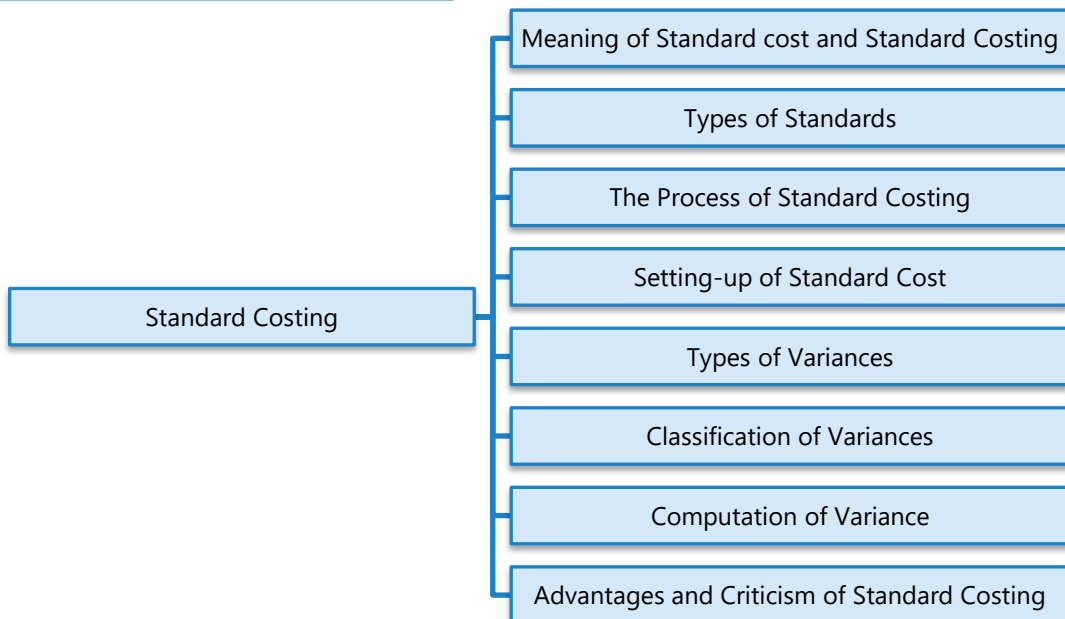 Meaning of Standard cost and Standard Costing
Types of Standards
The Process of Standard Costing
Setting-up of Standard Cost
Standard Costing
Types of Variances
Classification of Variances
Computation of Variance
Advantages and Criticism of Standard Costing